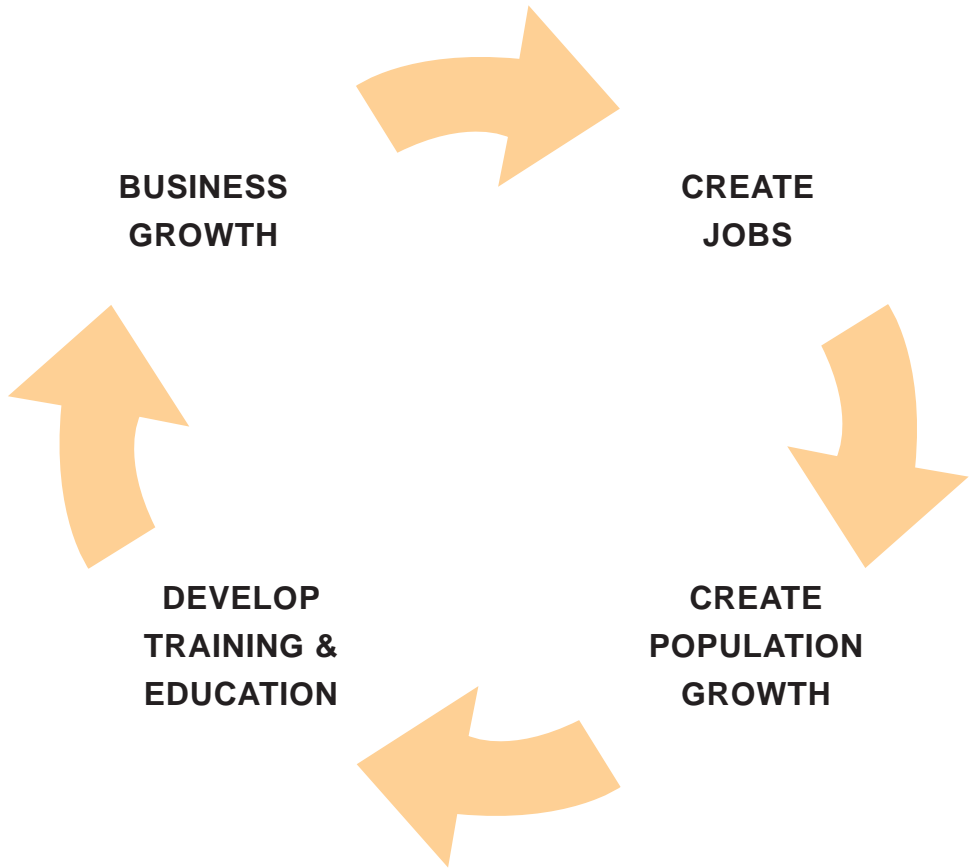 BUSINESS
GROWTH
CREATE
JOBS
DEVELOP
TRAINING &
EDUCATION
CREATE
POPULATION
GROWTH